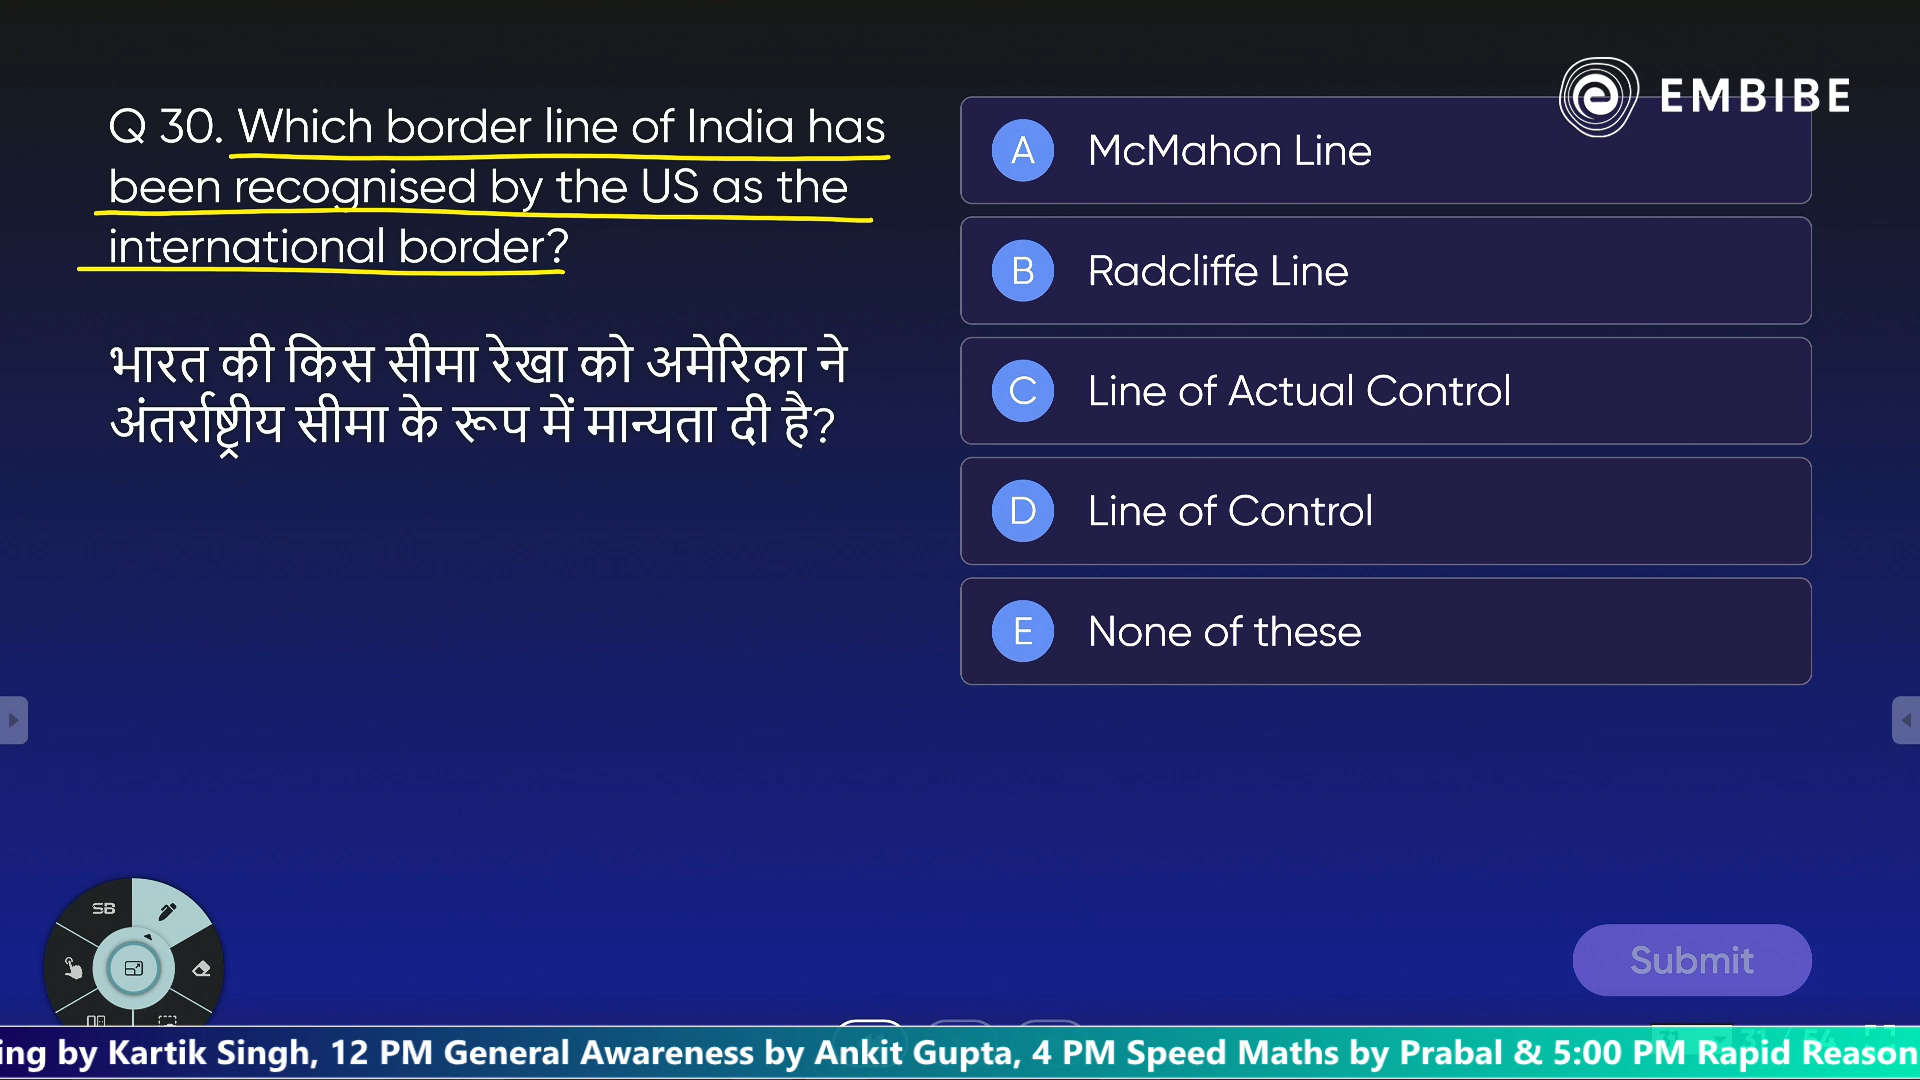 EMBIBE
Q 30. Which border line of India has
been recognised by the US as the
international border?
भारत की किस सीमा रेखा को अमेरिका ने
अंतर्राष्ट्रीय सीमा के रूप में मान्यता दी है?
A McMahon Line
B Radcliffe Line
C Line of Actual Control
D Line of Control
E None of these
SB
Submit
ing by Kartik Singh, 12 PM General Awareness by Ankit Gupta, 4 PM Speed Maths by Prabal & 5:00 PM Rapid Reason